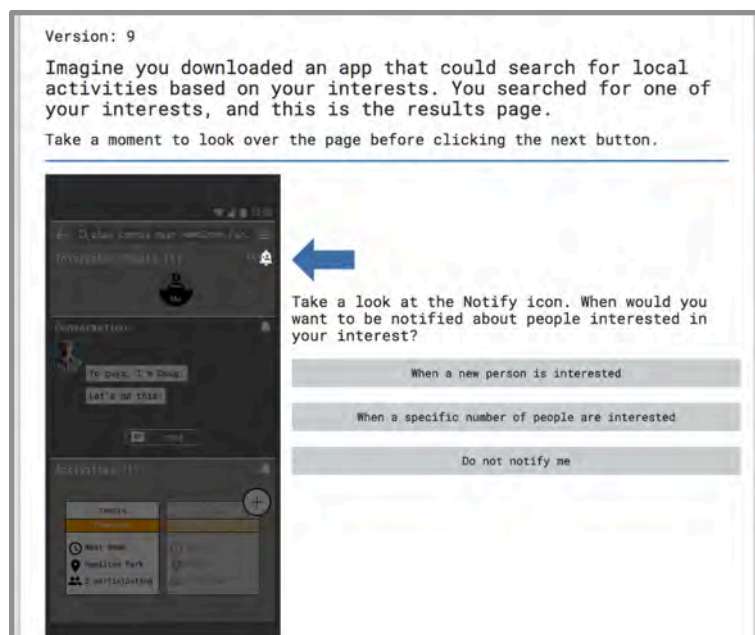 Version: 9
Imagine you downloaded an app that could search for local
activities based on your interests. You searched for one of
your interests, and this is the results page.
Take a moment to look over the page before clicking the next button.
Conversation
Yo guys, I'm Doug.
Let's do this!
Activities (1)
Tennis
Tomorrow
Hamilton Park
2 participating
Take a look at the Notify icon. When would you
want to be notified about people interested in
your interest?
When a new person is interested
When a specific number of people are interested
Do not notify me